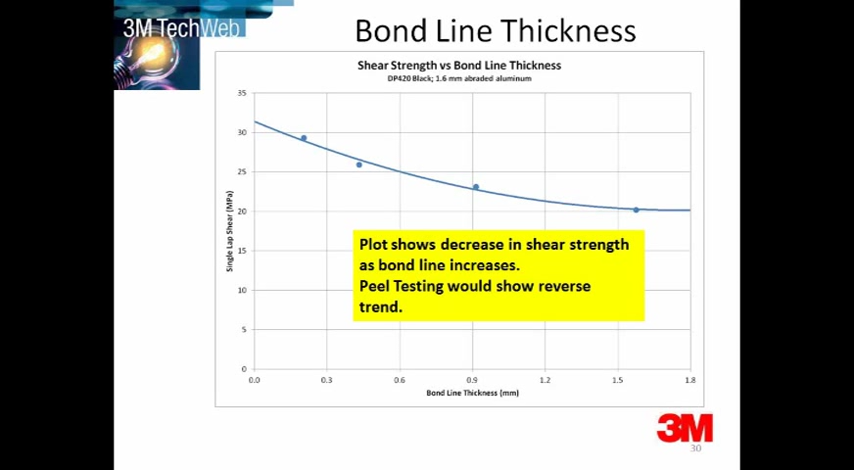 3M TechWeb
Bond Line Thickness
Shear Strength vs Bond Line Thickness
DP420 Black; 1.6 mm abraded aluminum
35
30
25
20
15
10
5
0
Single Lap Shear (MPa)
Plot shows decrease in shear strength
as bond line increases.
Peel Testing would show reverse
trend.
0.0 0.3 0.6 0.9 1.2 1.5 1.8
Bond Line Thickness (mm)
3M
30